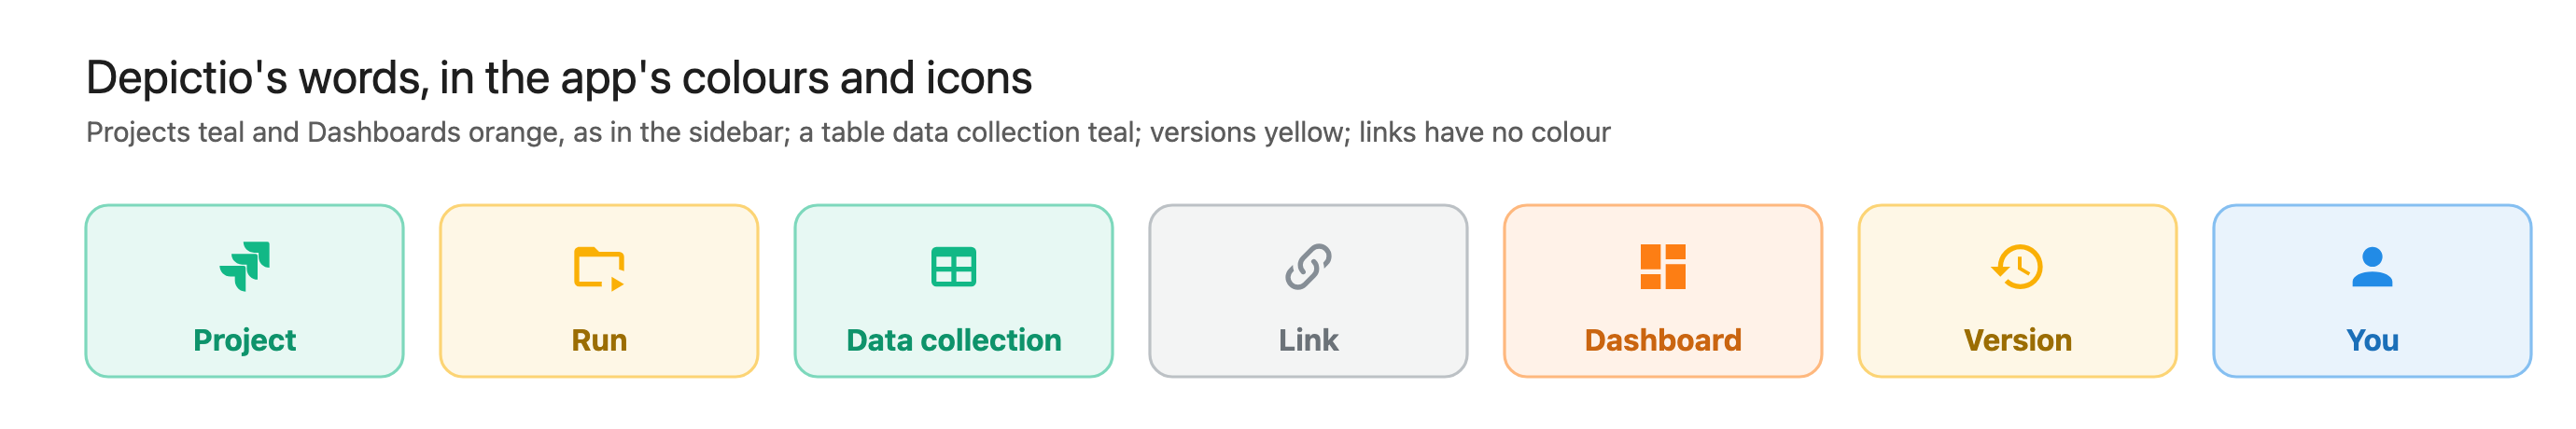 Depictio's words, in the app's colours and icons
Projects teal and Dashboards orange, as in the sidebar; a table data collection teal; versions yellow; links have no colour
Project
Run
Data collection
Link
Dashboard
Version
You